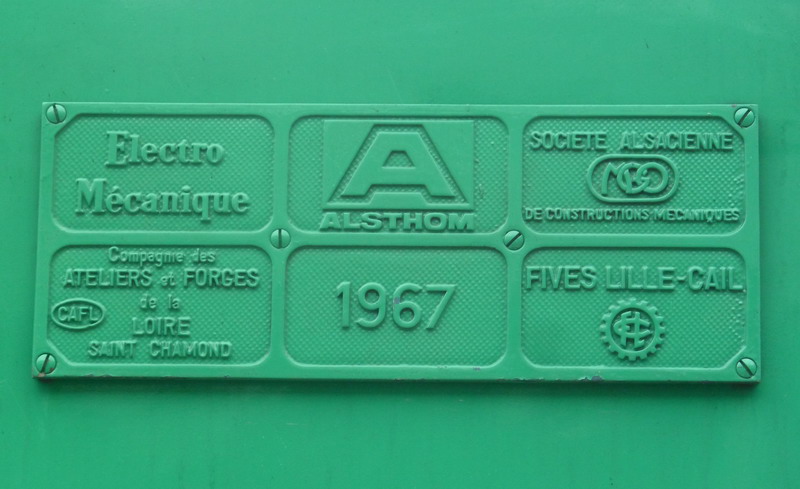 Electro
Mécanique
A
ALSTHOM
SOCIETE ALSACIENNE
MGO
DE CONSTRUCTIONS MECANIQUES
Compagnie des
ATELIERS et FORGES
de la
CAFL
LOIRE
SAINT CHAMOND
1967
FIVES LILLE-CAIL